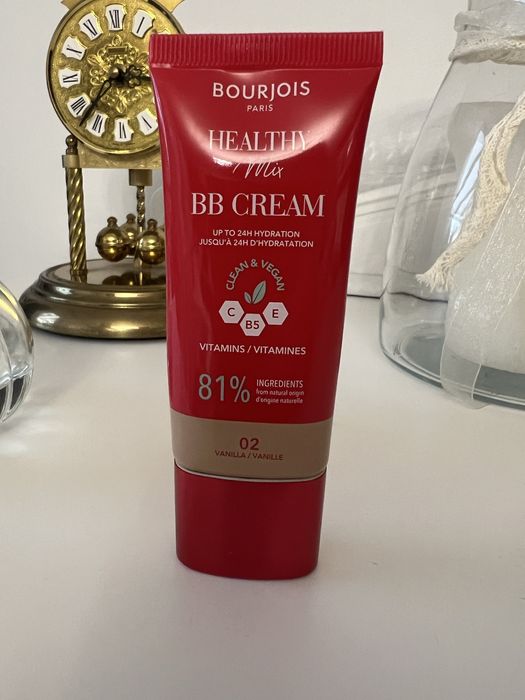 BOURJOIS
PARIS
HEALTHY
Mix
BB CREAM
UP TO 24H HYDRATION
JUSQU'À 24H D'HYDRATATION
CLEAN & VEGAN
C E
B5
VITAMINS / VITAMINES
81% INGREDIENTS
from natural origin
d'origine naturelle
02
VANILLA / VANILLE